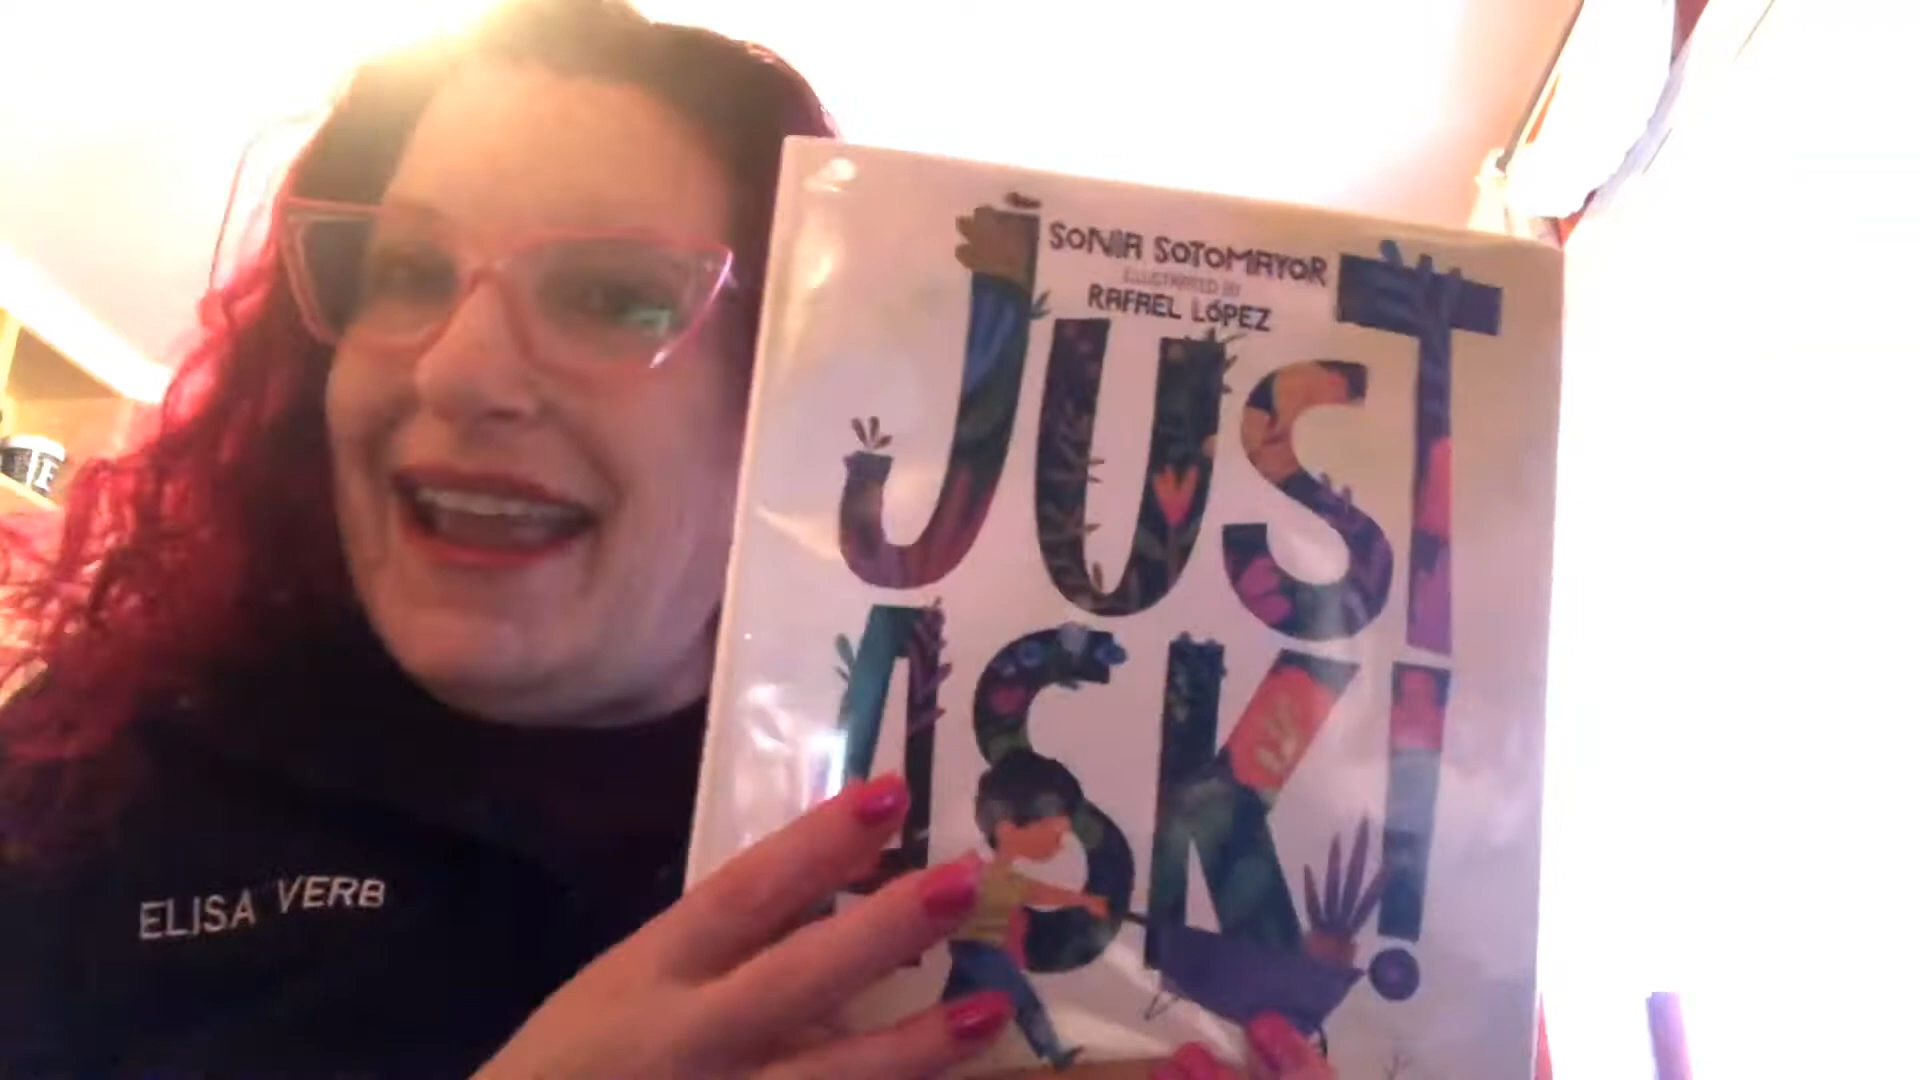 SONIA SOTOMAYOR
ILLUSTRATED BY
RAFAEL LÓPEZ
JUST
ASK!
ELISA VERB